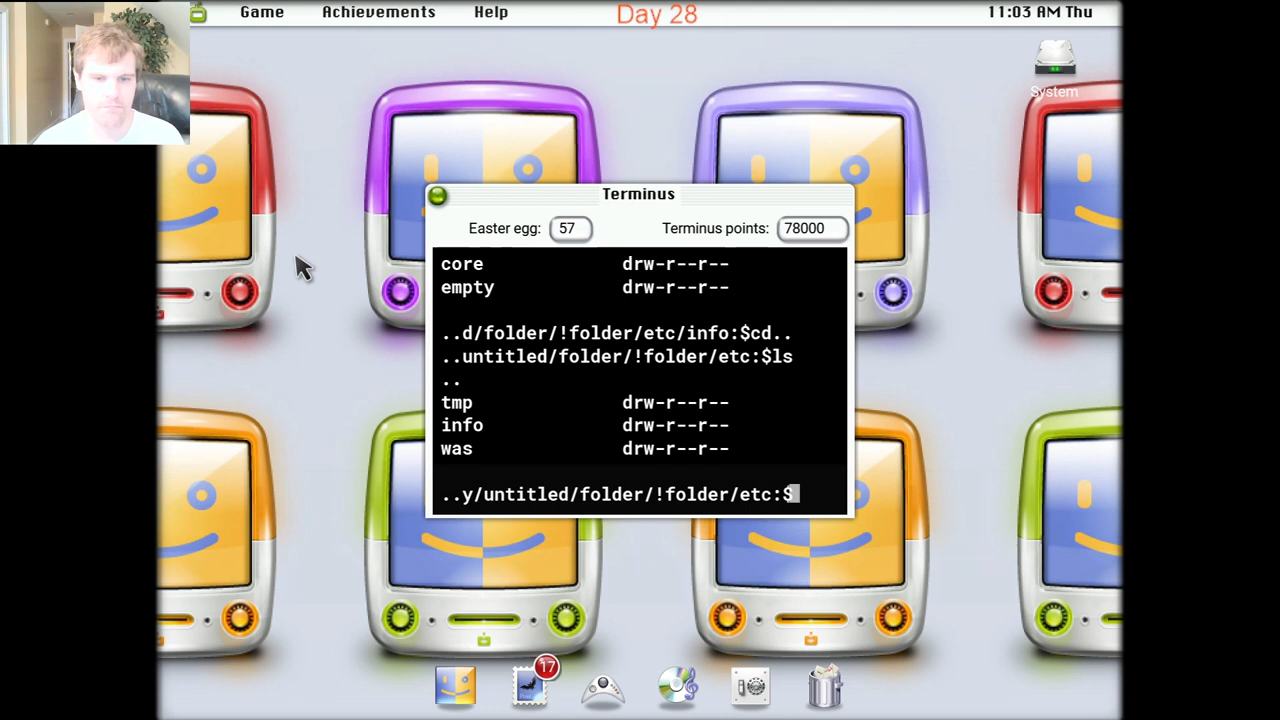 Game Achievements Help Day 28 11:03 AM Thu
System
Terminus
Easter egg: 57 Terminus points: 78000
core drw-r--r--
empty drw-r--r--
..d/folder/!folder/etc/info:$cd..
..untitled/folder/!folder/etc:$ls
..
tmp drw-r--r--
info drw-r--r--
was drw-r--r--
..y/untitled/folder/!folder/etc:$
17